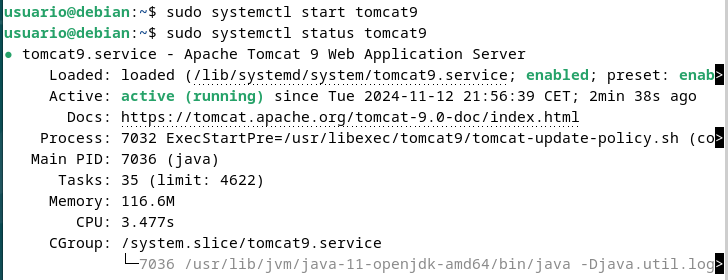 usuario@debian:~$ sudo systemctl start tomcat9
usuario@debian:~$ sudo systemctl status tomcat9
● tomcat9.service - Apache Tomcat 9 Web Application Server
     Loaded: loaded (/lib/systemd/system/tomcat9.service; enabled; preset: enab>
     Active: active (running) since Tue 2024-11-12 21:56:39 CET; 2min 38s ago
       Docs: https://tomcat.apache.org/tomcat-9.0-doc/index.html
    Process: 7032 ExecStartPre=/usr/libexec/tomcat9/tomcat-update-policy.sh (co>
   Main PID: 7036 (java)
      Tasks: 35 (limit: 4622)
     Memory: 116.6M
        CPU: 3.477s
     CGroup: /system.slice/tomcat9.service
             └─7036 /usr/lib/jvm/java-11-openjdk-amd64/bin/java -Djava.util.log>